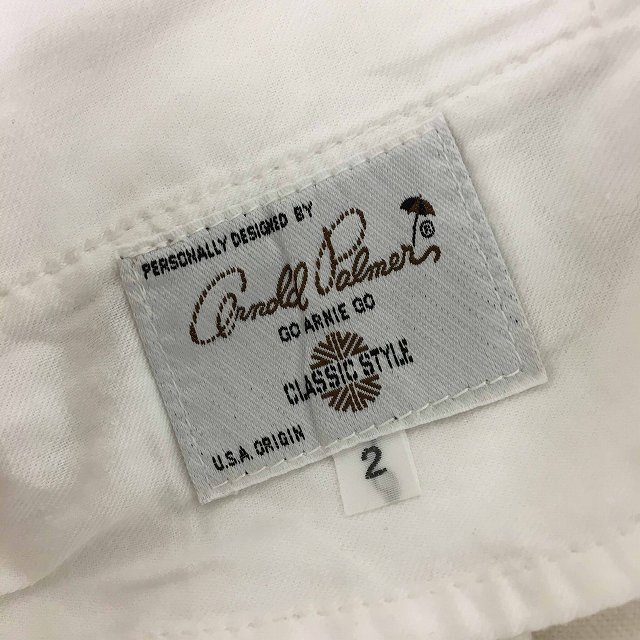 PERSONALLY DESIGNED BY
Arnold Palmer®
GO ARNIE GO
CLASSIC STYLE
U.S.A. ORIGIN
2